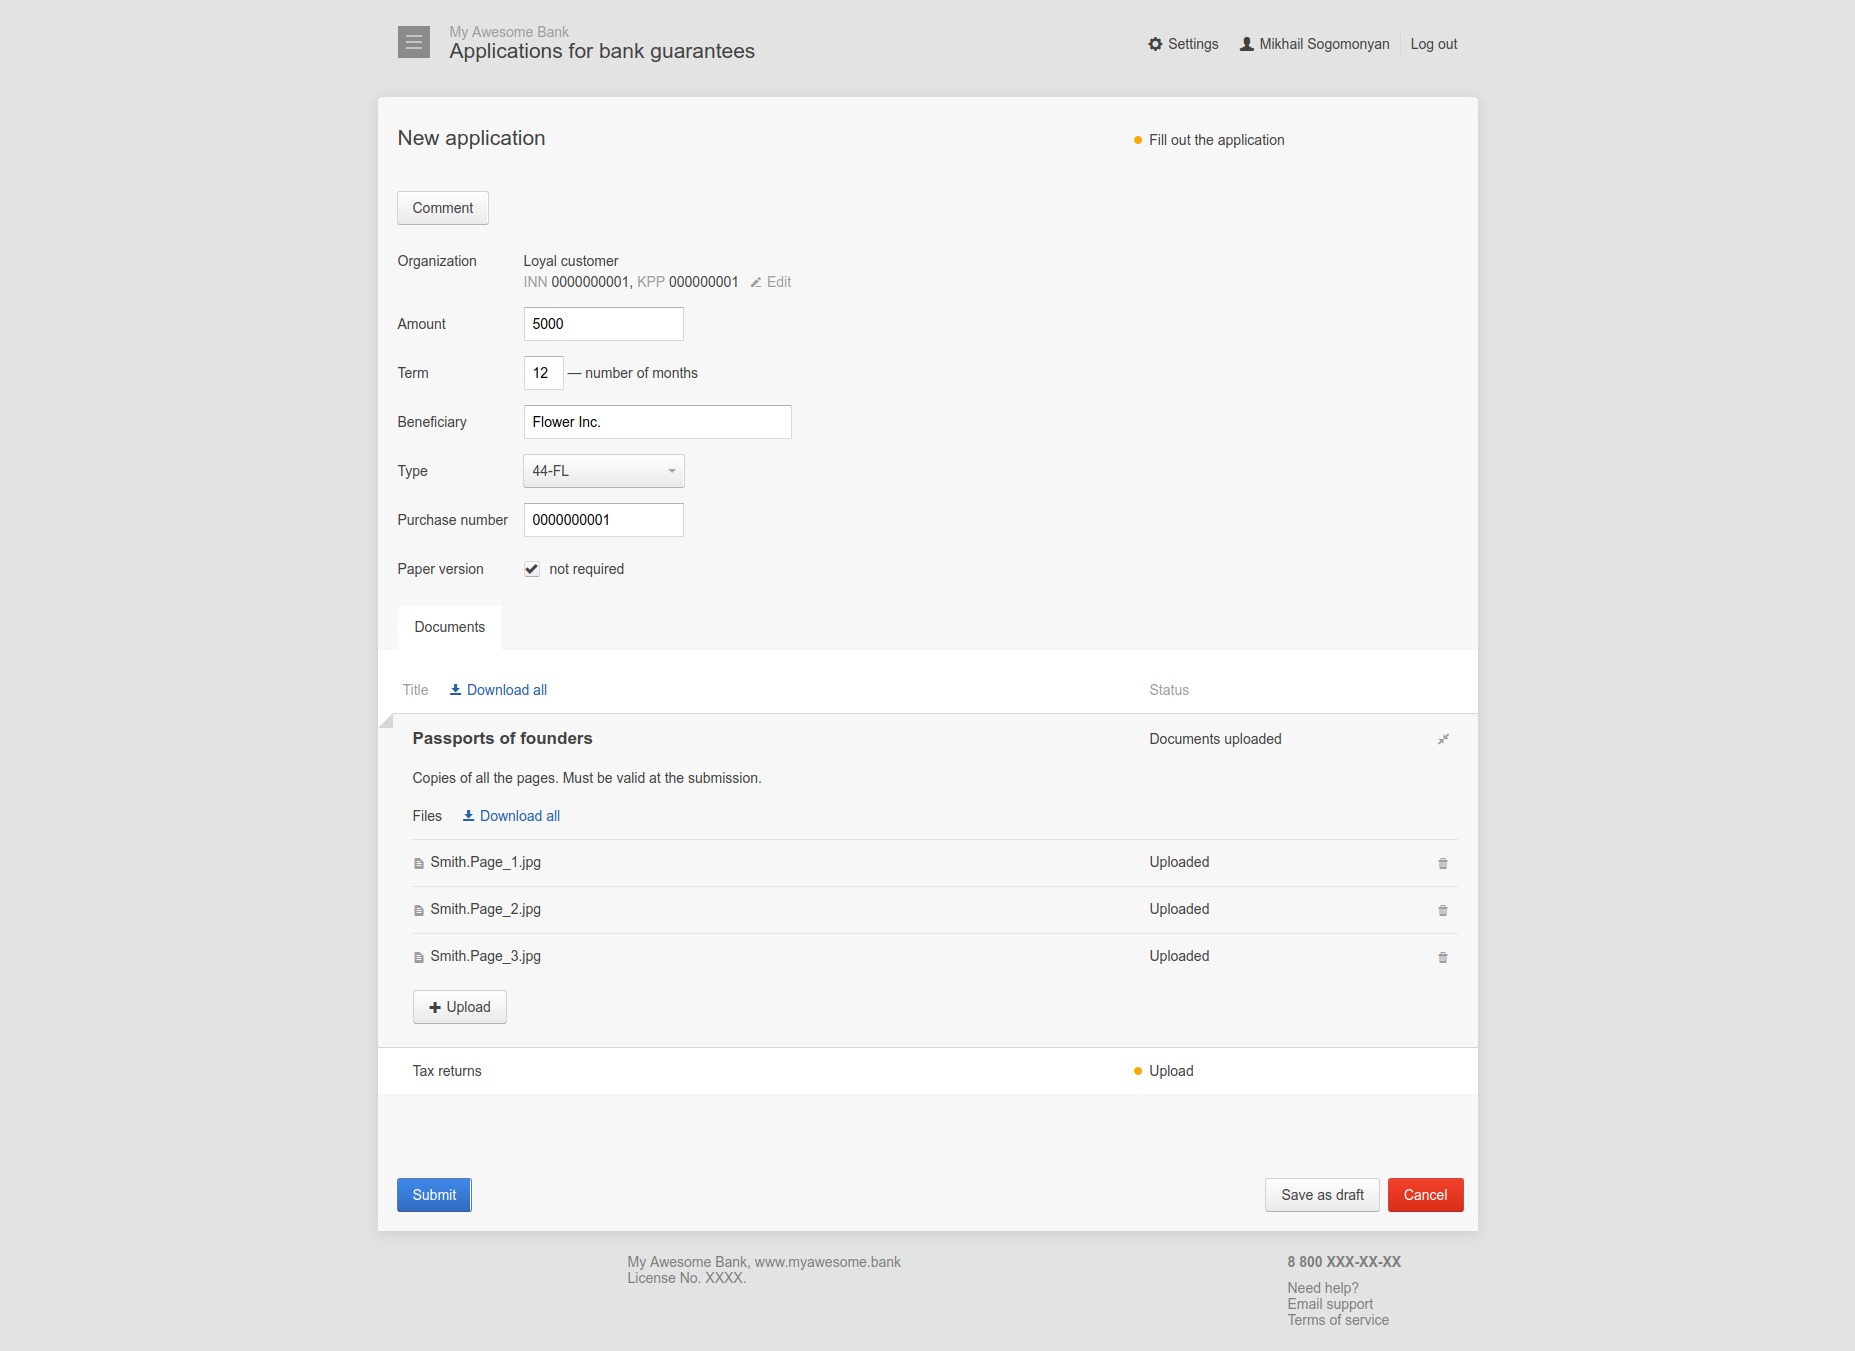 My Awesome Bank
Applications for bank guarantees
Settings
Mikhail Sogomonyan
Log out
New application
Fill out the application
Comment
Organization
Loyal customer
INN 0000000001, KPP 000000001 Edit
Amount
5000
Term
12 — number of months
Beneficiary
Flower Inc.
Type
44-FL
Purchase number
0000000001
Paper version
not required
Documents
Title
Download all
Status
Passports of founders
Documents uploaded
Copies of all the pages. Must be valid at the submission.
Files
Download all
Smith.Page_1.jpg
Uploaded
Smith.Page_2.jpg
Uploaded
Smith.Page_3.jpg
Uploaded
Upload
Tax returns
Upload
Submit
Save as draft
Cancel
My Awesome Bank, www.myawesome.bank
License No. XXXX.
8 800 XXX-XX-XX
Need help?
Email support
Terms of service